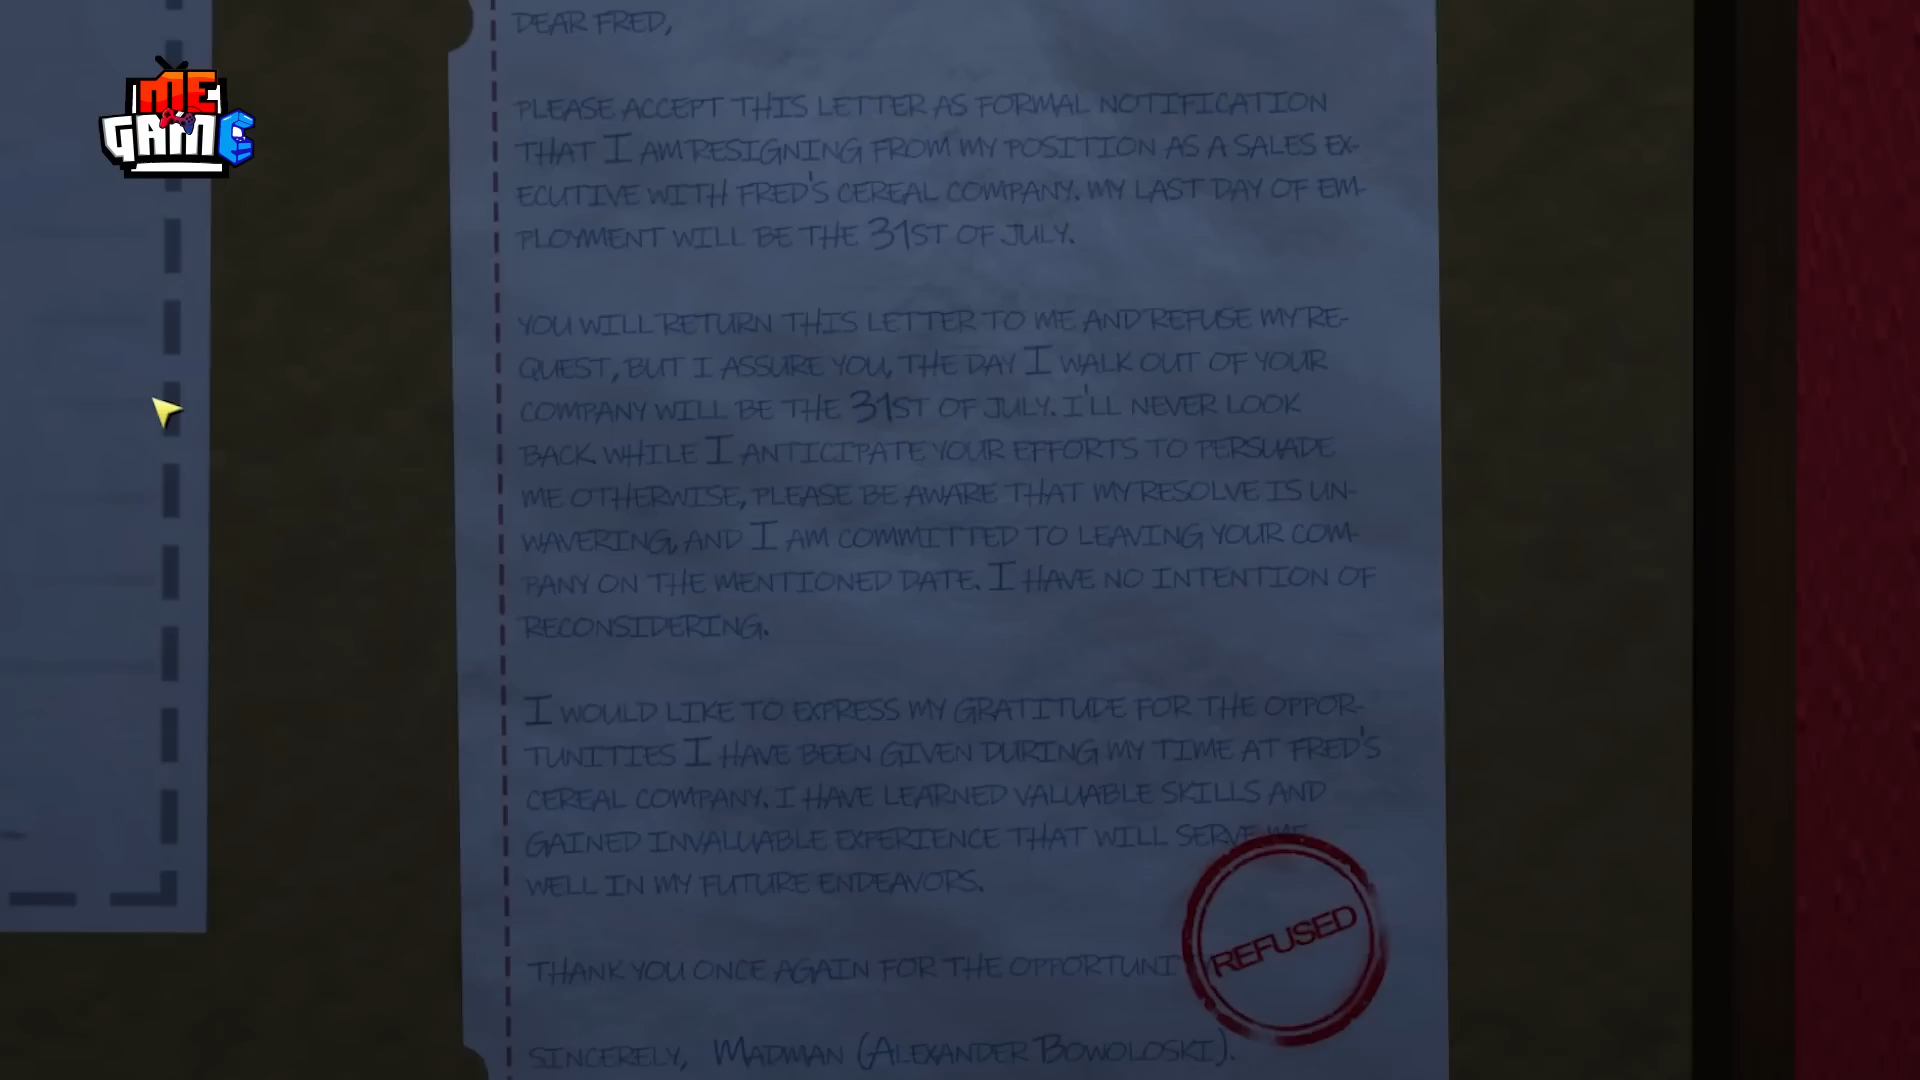 ME
GAME
DEAR FRED,
PLEASE ACCEPT THIS LETTER AS FORMAL NOTIFICATION
THAT I AM RESIGNING FROM MY POSITION AS A SALES EX-
ECUTIVE WITH FRED'S CEREAL COMPANY. MY LAST DAY OF EM-
PLOYMENT WILL BE THE 31ST OF JULY.
YOU WILL RETURN THIS LETTER TO ME AND REFUSE MY RE-
QUEST, BUT I ASSURE YOU, THE DAY I WALK OUT OF YOUR
COMPANY WILL BE THE 31ST OF JULY. I'LL NEVER LOOK
BACK WHILE I ANTICIPATE YOUR EFFORTS TO PERSUADE
ME OTHERWISE, PLEASE BE AWARE THAT MY RESOLVE IS UN-
WAVERING, AND I AM COMMITTED TO LEAVING YOUR COM-
PANY ON THE MENTIONED DATE. I HAVE NO INTENTION OF
RECONSIDERING.
I WOULD LIKE TO EXPRESS MY GRATITUDE FOR THE OPPOR-
TUNITIES I HAVE BEEN GIVEN DURING MY TIME AT FRED'S
CEREAL COMPANY. I HAVE LEARNED VALUABLE SKILLS AND
GAINED INVALUABLE EXPERIENCE THAT WILL SERVE ME
WELL IN MY FUTURE ENDEAVORS.
THANK YOU ONCE AGAIN FOR THE OPPORTUNI
REFUSED
SINCERELY, MADMAN (ALEXANDER BOWOLOSKI).